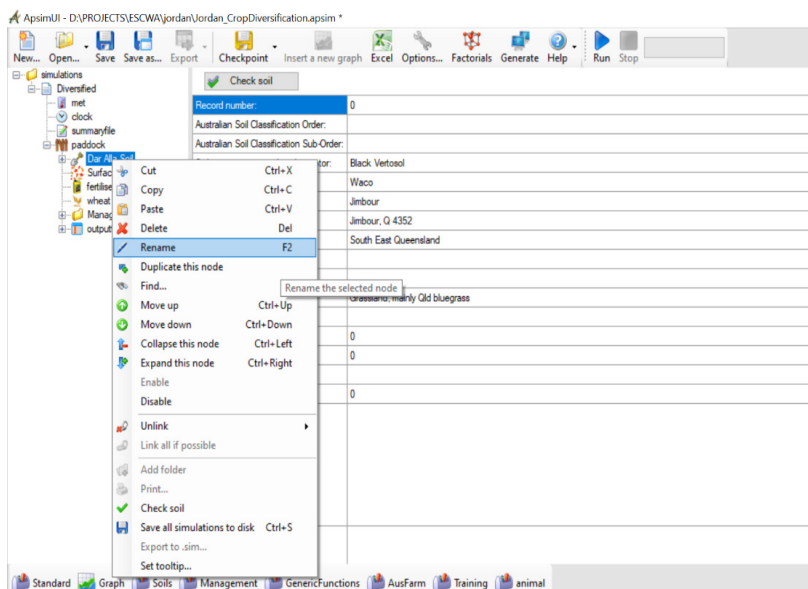 ApsimUI - D:\PROJECTS\ESCWA\jordan\Jordan_CropDiversification.apsim *
New... Open... Save Save as... Export Checkpoint Insert a new graph Excel Options... Factorials Generate Help Run Stop
simulations
Diversified
met
clock
summaryfile
paddock
Dar Alla Soil
Surfac
fertilise
wheat
Manag
output
Check soil
Record number: 0
Australian Soil Classification Order:
Australian Soil Classification Sub-Order:
tor: Black Vertosol
Waco
Jimbour
Jimbour, Q 4352
South East Queensland
Grassland, mainly Qld bluegrass
0
0
0
Cut Ctrl+X
Copy Ctrl+C
Paste Ctrl+V
Delete Del
Rename F2
Duplicate this node
Find...
Rename the selected node
Move up Ctrl+Up
Move down Ctrl+Down
Collapse this node Ctrl+Left
Expand this node Ctrl+Right
Enable
Disable
Unlink
Link all if possible
Add folder
Print...
Check soil
Save all simulations to disk Ctrl+S
Export to .sim...
Set tooltip...
Standard Graph Soils Management GenericFunctions AusFarm Training animal